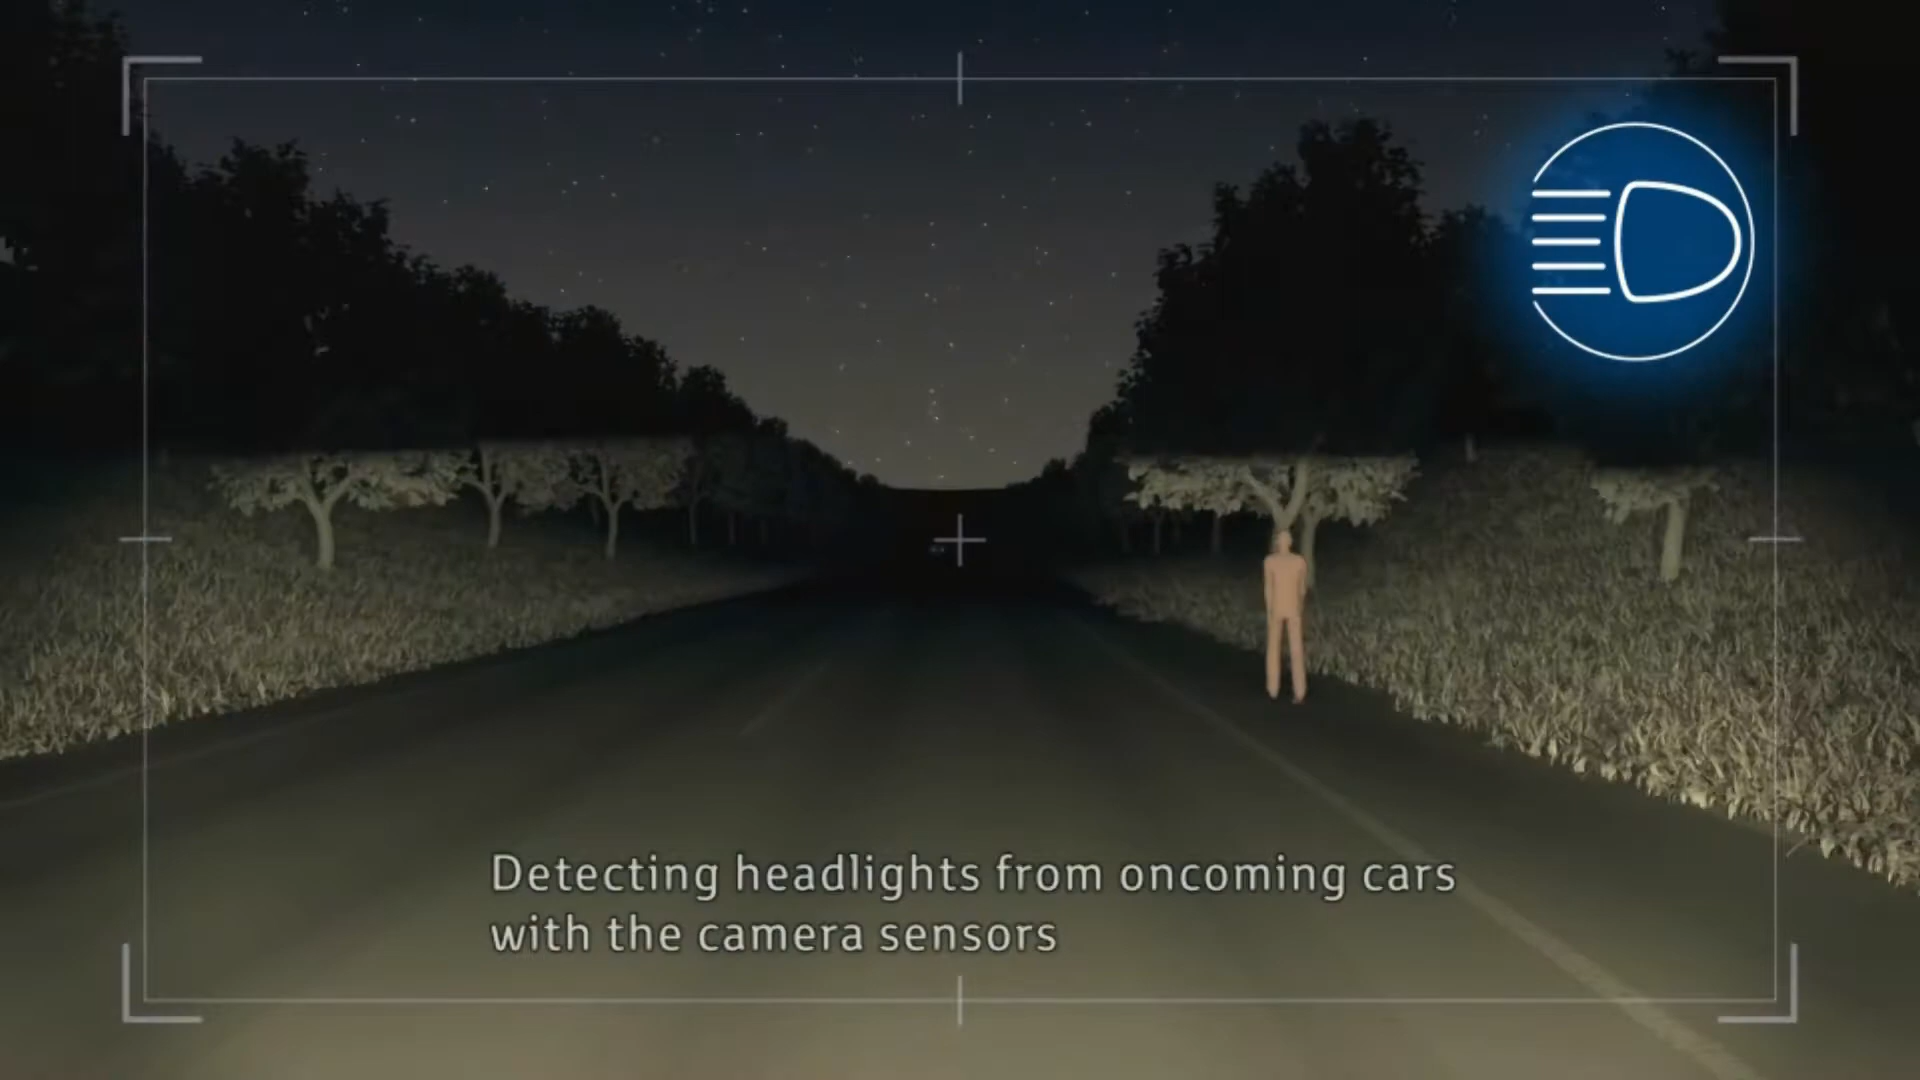 Detecting headlights from oncoming cars
with the camera sensors